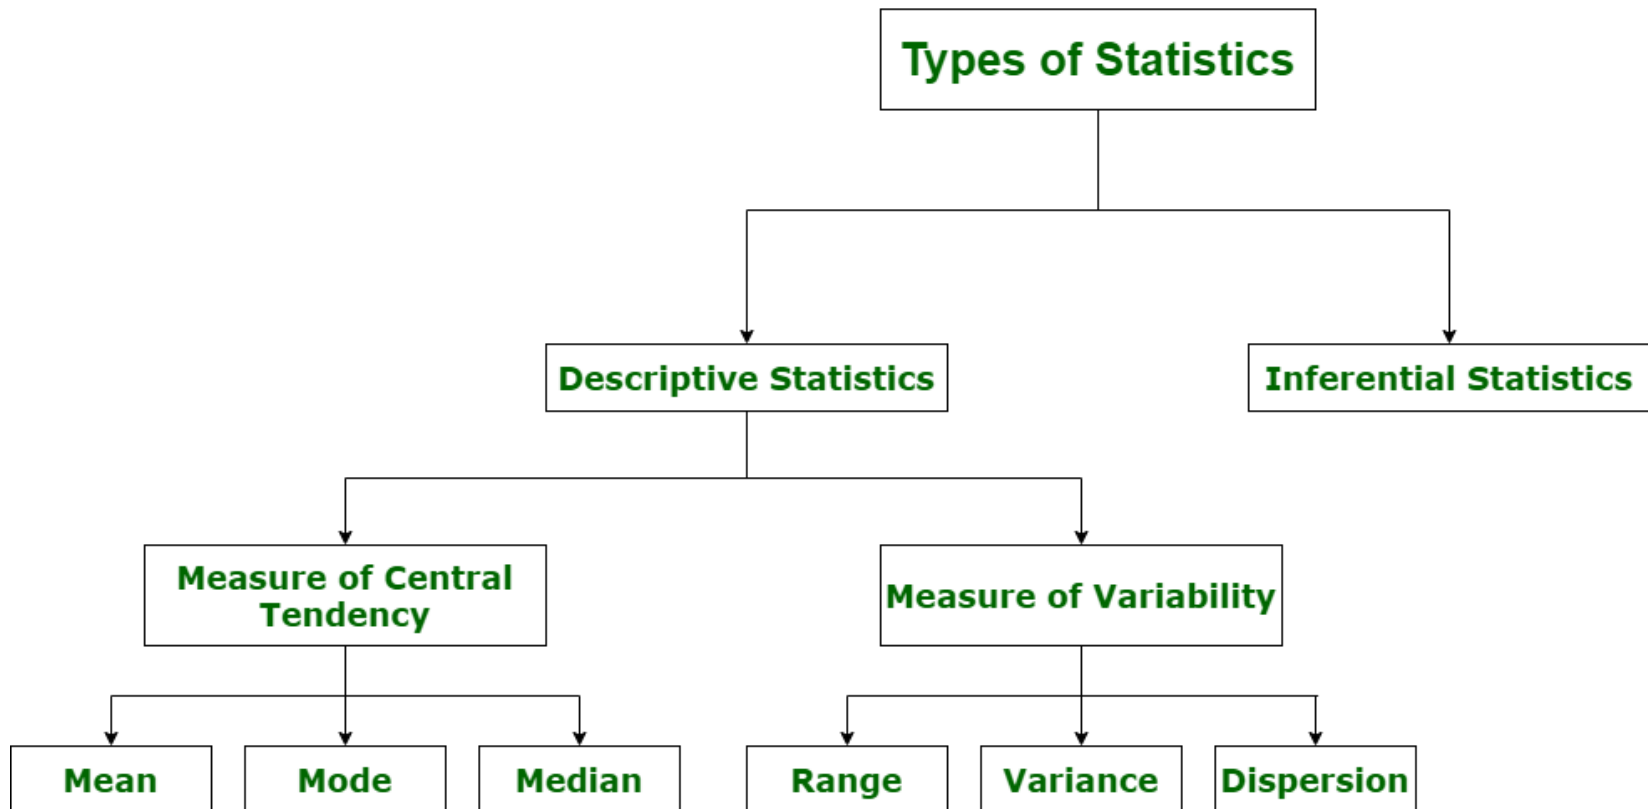 Types of Statistics
Descriptive Statistics
Inferential Statistics
Measure of Central
Tendency
Measure of Variability
Mean
Mode
Median
Range
Variance
Dispersion